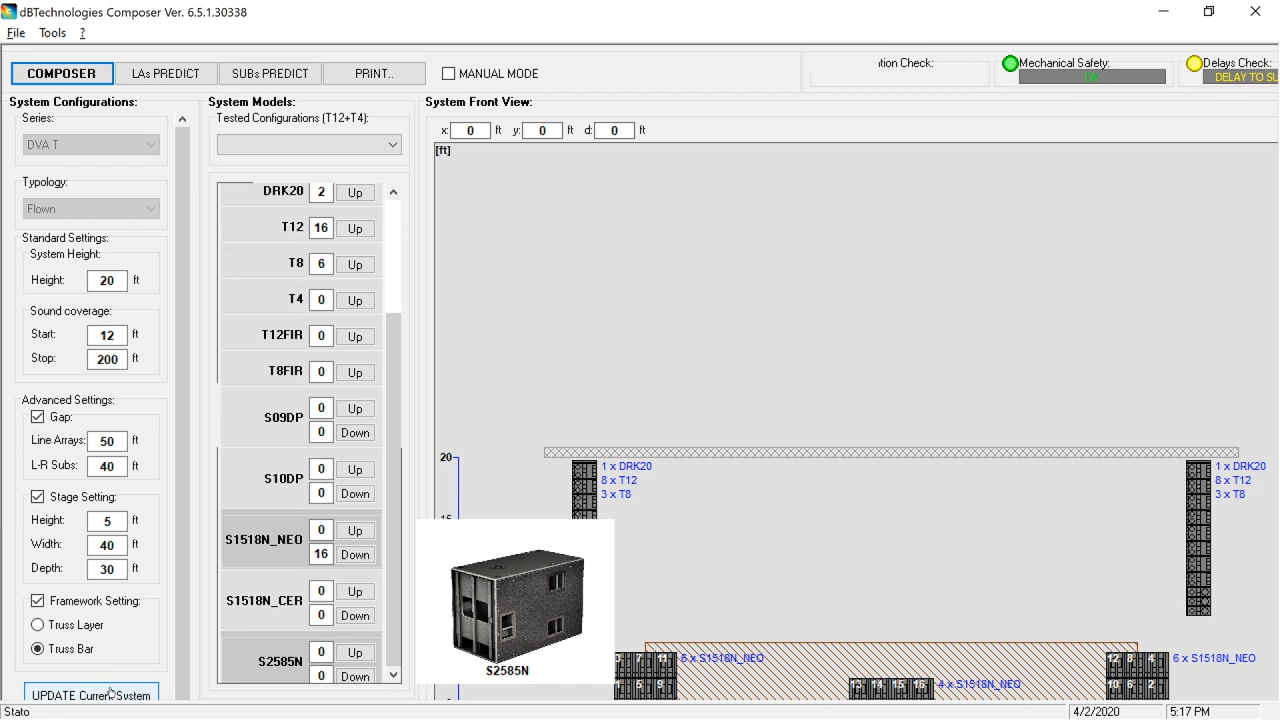 dBTechnologies Composer Ver. 6.5.1.30338
File Tools ?
COMPOSER LAs PREDICT SUBs PREDICT PRINT.. MANUAL MODE
ition Check:
Mechanical Safety:
OK
Delays Check:
DELAY TO SU
System Configurations:
Series:
DVA T
Typology:
Flown
Standard Settings:
System Height:
Height: 20 ft
Sound coverage:
Start: 12 ft
Stop: 200 ft
Advanced Settings:
Gap:
Line Arrays: 50 ft
L-R Subs: 40 ft
Stage Setting:
Height: 5 ft
Width: 40 ft
Depth: 30 ft
Framework Setting:
Truss Layer
Truss Bar
UPDATE Current System
System Models:
Tested Configurations (T12+T4):
DRK20 2 Up
T12 16 Up
T8 6 Up
T4 0 Up
T12FIR 0 Up
T8FIR 0 Up
S09DP 0 Up
0 Down
S10DP 0 Up
0 Down
S1518N_NEO 0 Up
16 Down
S1518N_CER 0 Up
0 Down
S2585N 0 Up
0 Down
System Front View:
x: 0 ft y: 0 ft d: 0 ft
[ft]
20
1 x DRK20
8 x T12
3 x T8
1 x DRK20
8 x T12
3 x T8
15
S2585N
6 x S1518N_NEO
4 x S1518N_NEO
6 x S1518N_NEO
Stato
4/2/2020 5:17 PM